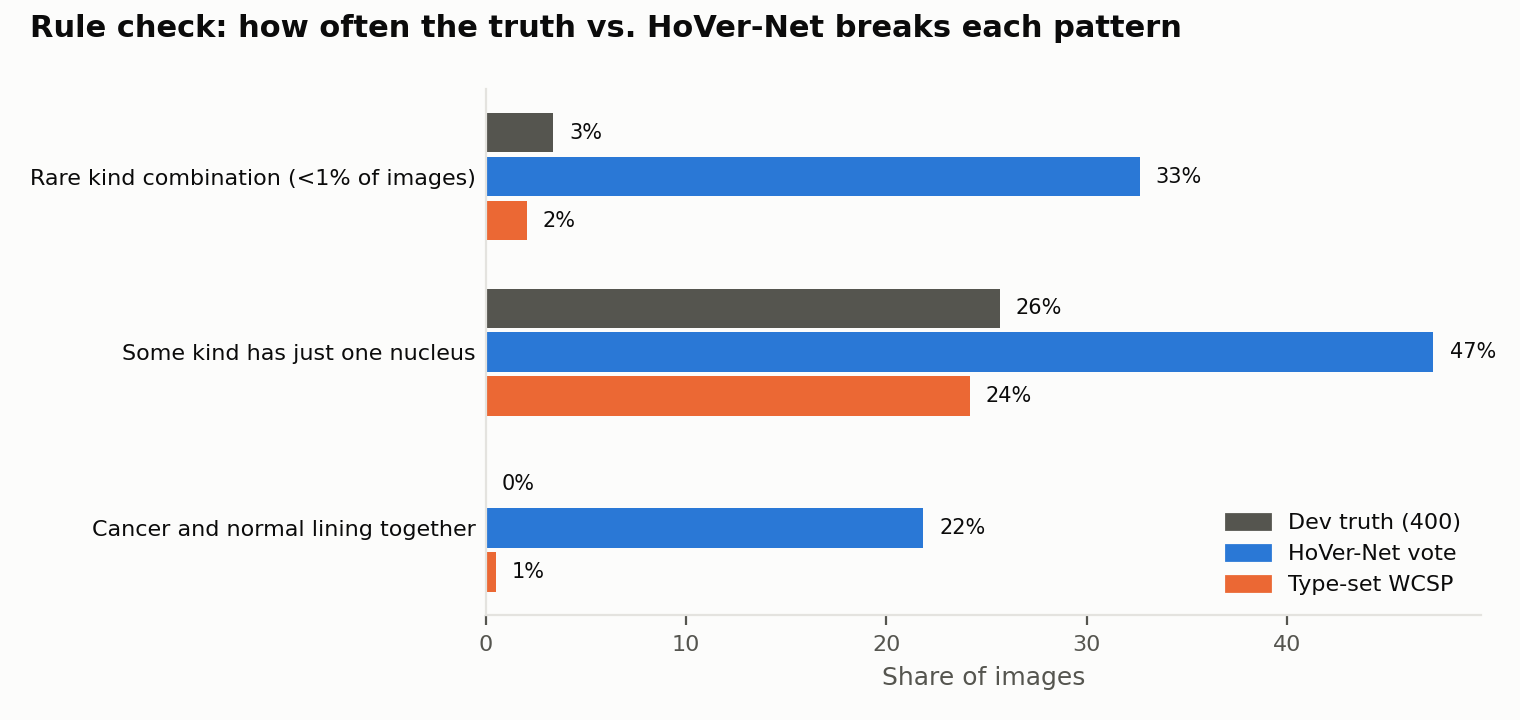 Rule check: how often the truth vs. HoVer-Net breaks each pattern
Rare kind combination (<1% of images)
3%
33%
2%
Some kind has just one nucleus
26%
47%
24%
Cancer and normal lining together
0%
22%
1%
Dev truth (400)
HoVer-Net vote
Type-set WCSP
0 10 20 30 40
Share of images